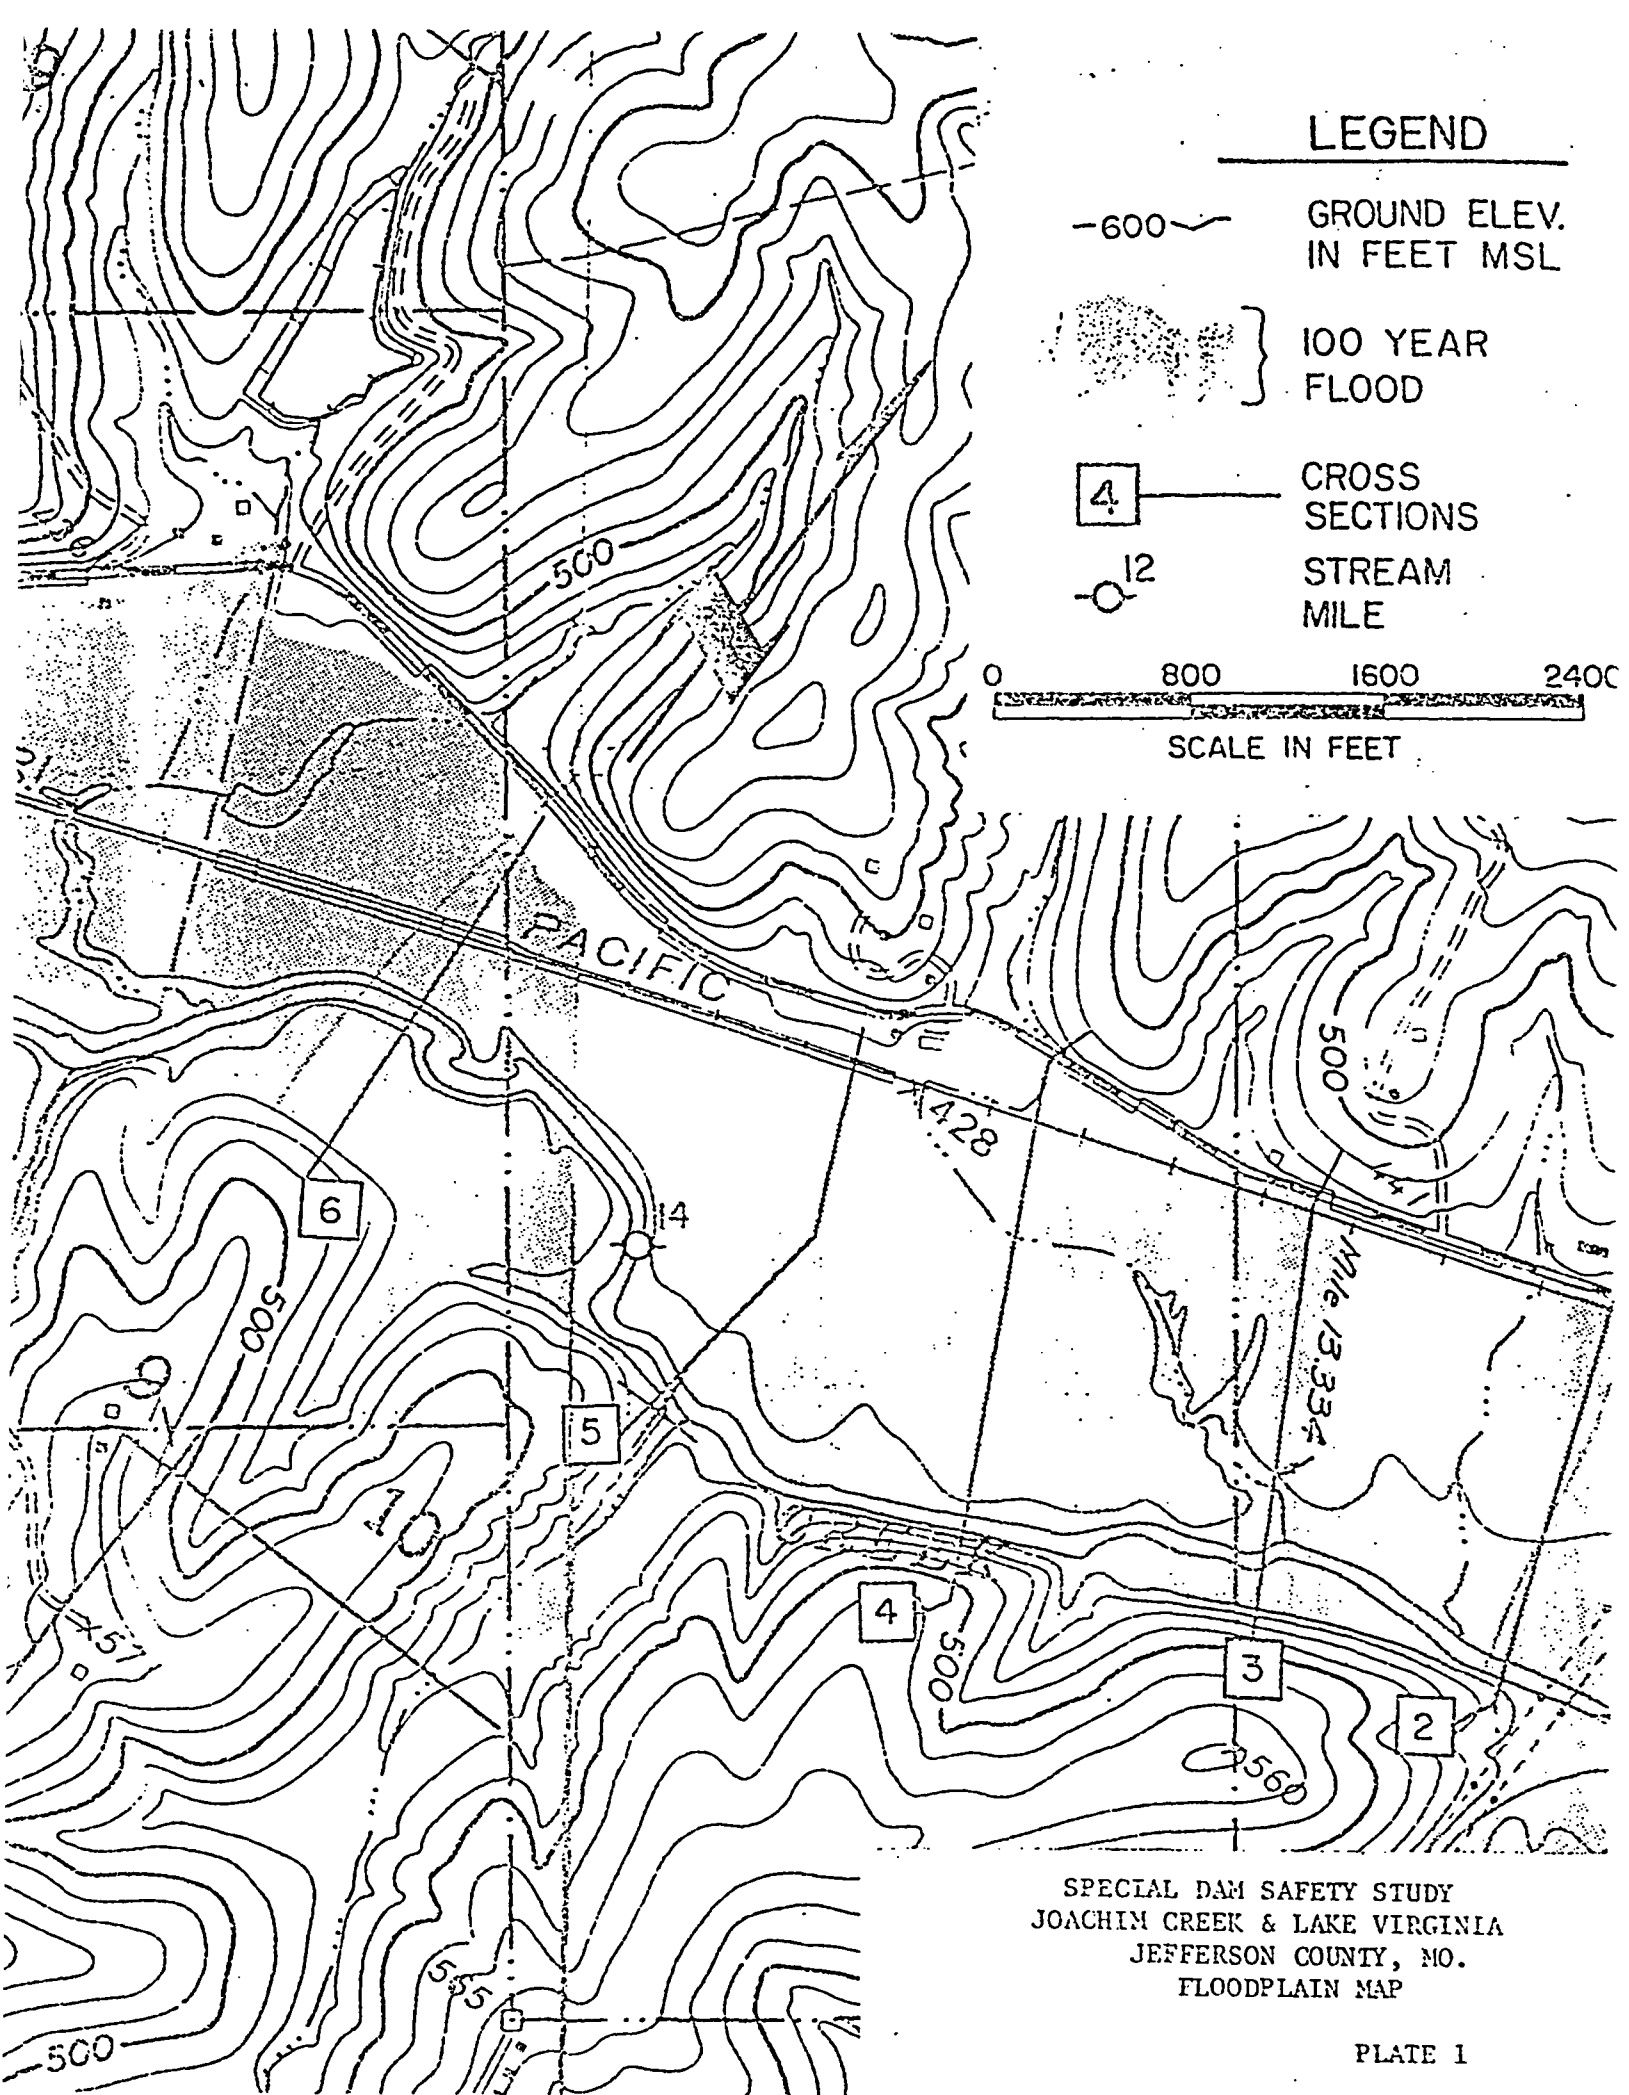 LEGEND
-600-
GROUND ELEV.
IN FEET MSL
100 YEAR
FLOOD
4
CROSS
SECTIONS
12
STREAM
MILE
0 800 1600 2400
SCALE IN FEET
500
PACIFIC
428
500
6
14
Mile 13.334
500
5
10
4
500
3
2
560
555
500
SPECIAL DAM SAFETY STUDY
JOACHIM CREEK & LAKE VIRGINIA
JEFFERSON COUNTY, MO.
FLOODPLAIN MAP
PLATE 1